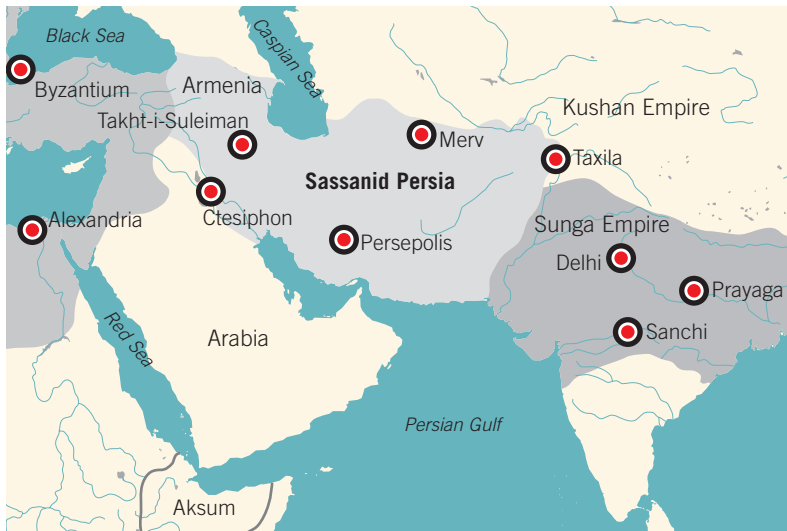 Black Sea
Caspian Sea
Byzantium
Armenia
Takht-i-Suleiman
Merv
Kushan Empire
Taxila
Sassanid Persia
Ctesiphon
Alexandria
Persepolis
Sunga Empire
Delhi
Prayaga
Sanchi
Arabia
Red Sea
Persian Gulf
Aksum